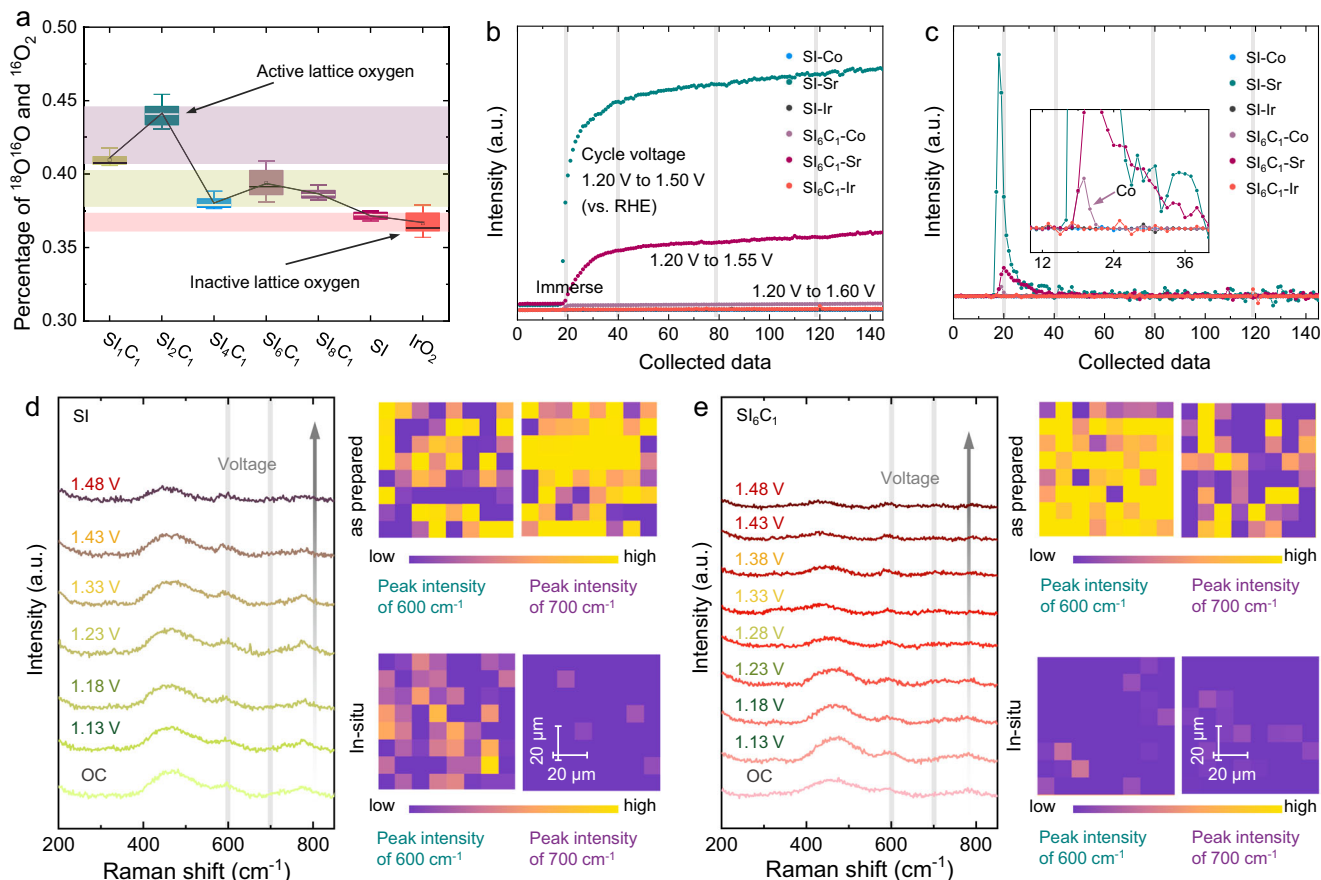 a
0.50
0.45
0.40
0.35
0.30
Percentage of ¹⁸O¹⁶O and ¹⁶O₂
Active lattice oxygen
Inactive lattice oxygen
SI₁C₁
SI₂C₁
SI₄C₁
SI₆C₁
SI₈C₁
SI
IrO₂
b
Intensity (a.u.)
SI-Co
SI-Sr
SI-Ir
SI₆C₁-Co
SI₆C₁-Sr
SI₆C₁-Ir
Cycle voltage
1.20 V to 1.50 V
(vs. RHE)
1.20 V to 1.55 V
Immerse
1.20 V to 1.60 V
0 20 40 60 80 100 120 140
Collected data
c
Intensity (a.u.)
SI-Co
SI-Sr
SI-Ir
SI₆C₁-Co
SI₆C₁-Sr
SI₆C₁-Ir
Co
12 24 36
0 20 40 60 80 100 120 140
Collected data
d
SI
Voltage
1.48 V
1.43 V
1.33 V
1.23 V
1.18 V
1.13 V
OC
Intensity (a.u.)
200 400 600 800
Raman shift (cm⁻¹)
as prepared
low high
Peak intensity
of 600 cm⁻¹
Peak intensity
of 700 cm⁻¹
In-situ
20 μm
20 μm
low high
Peak intensity
of 600 cm⁻¹
Peak intensity
of 700 cm⁻¹
e
SI₆C₁
Voltage
1.48 V
1.43 V
1.38 V
1.33 V
1.28 V
1.23 V
1.18 V
1.13 V
OC
Intensity (a.u.)
200 400 600 800
Raman shift (cm⁻¹)
as prepared
low high
Peak intensity
of 600 cm⁻¹
Peak intensity
of 700 cm⁻¹
In-situ
20 μm
20 μm
low high
Peak intensity
of 600 cm⁻¹
Peak intensity
of 700 cm⁻¹